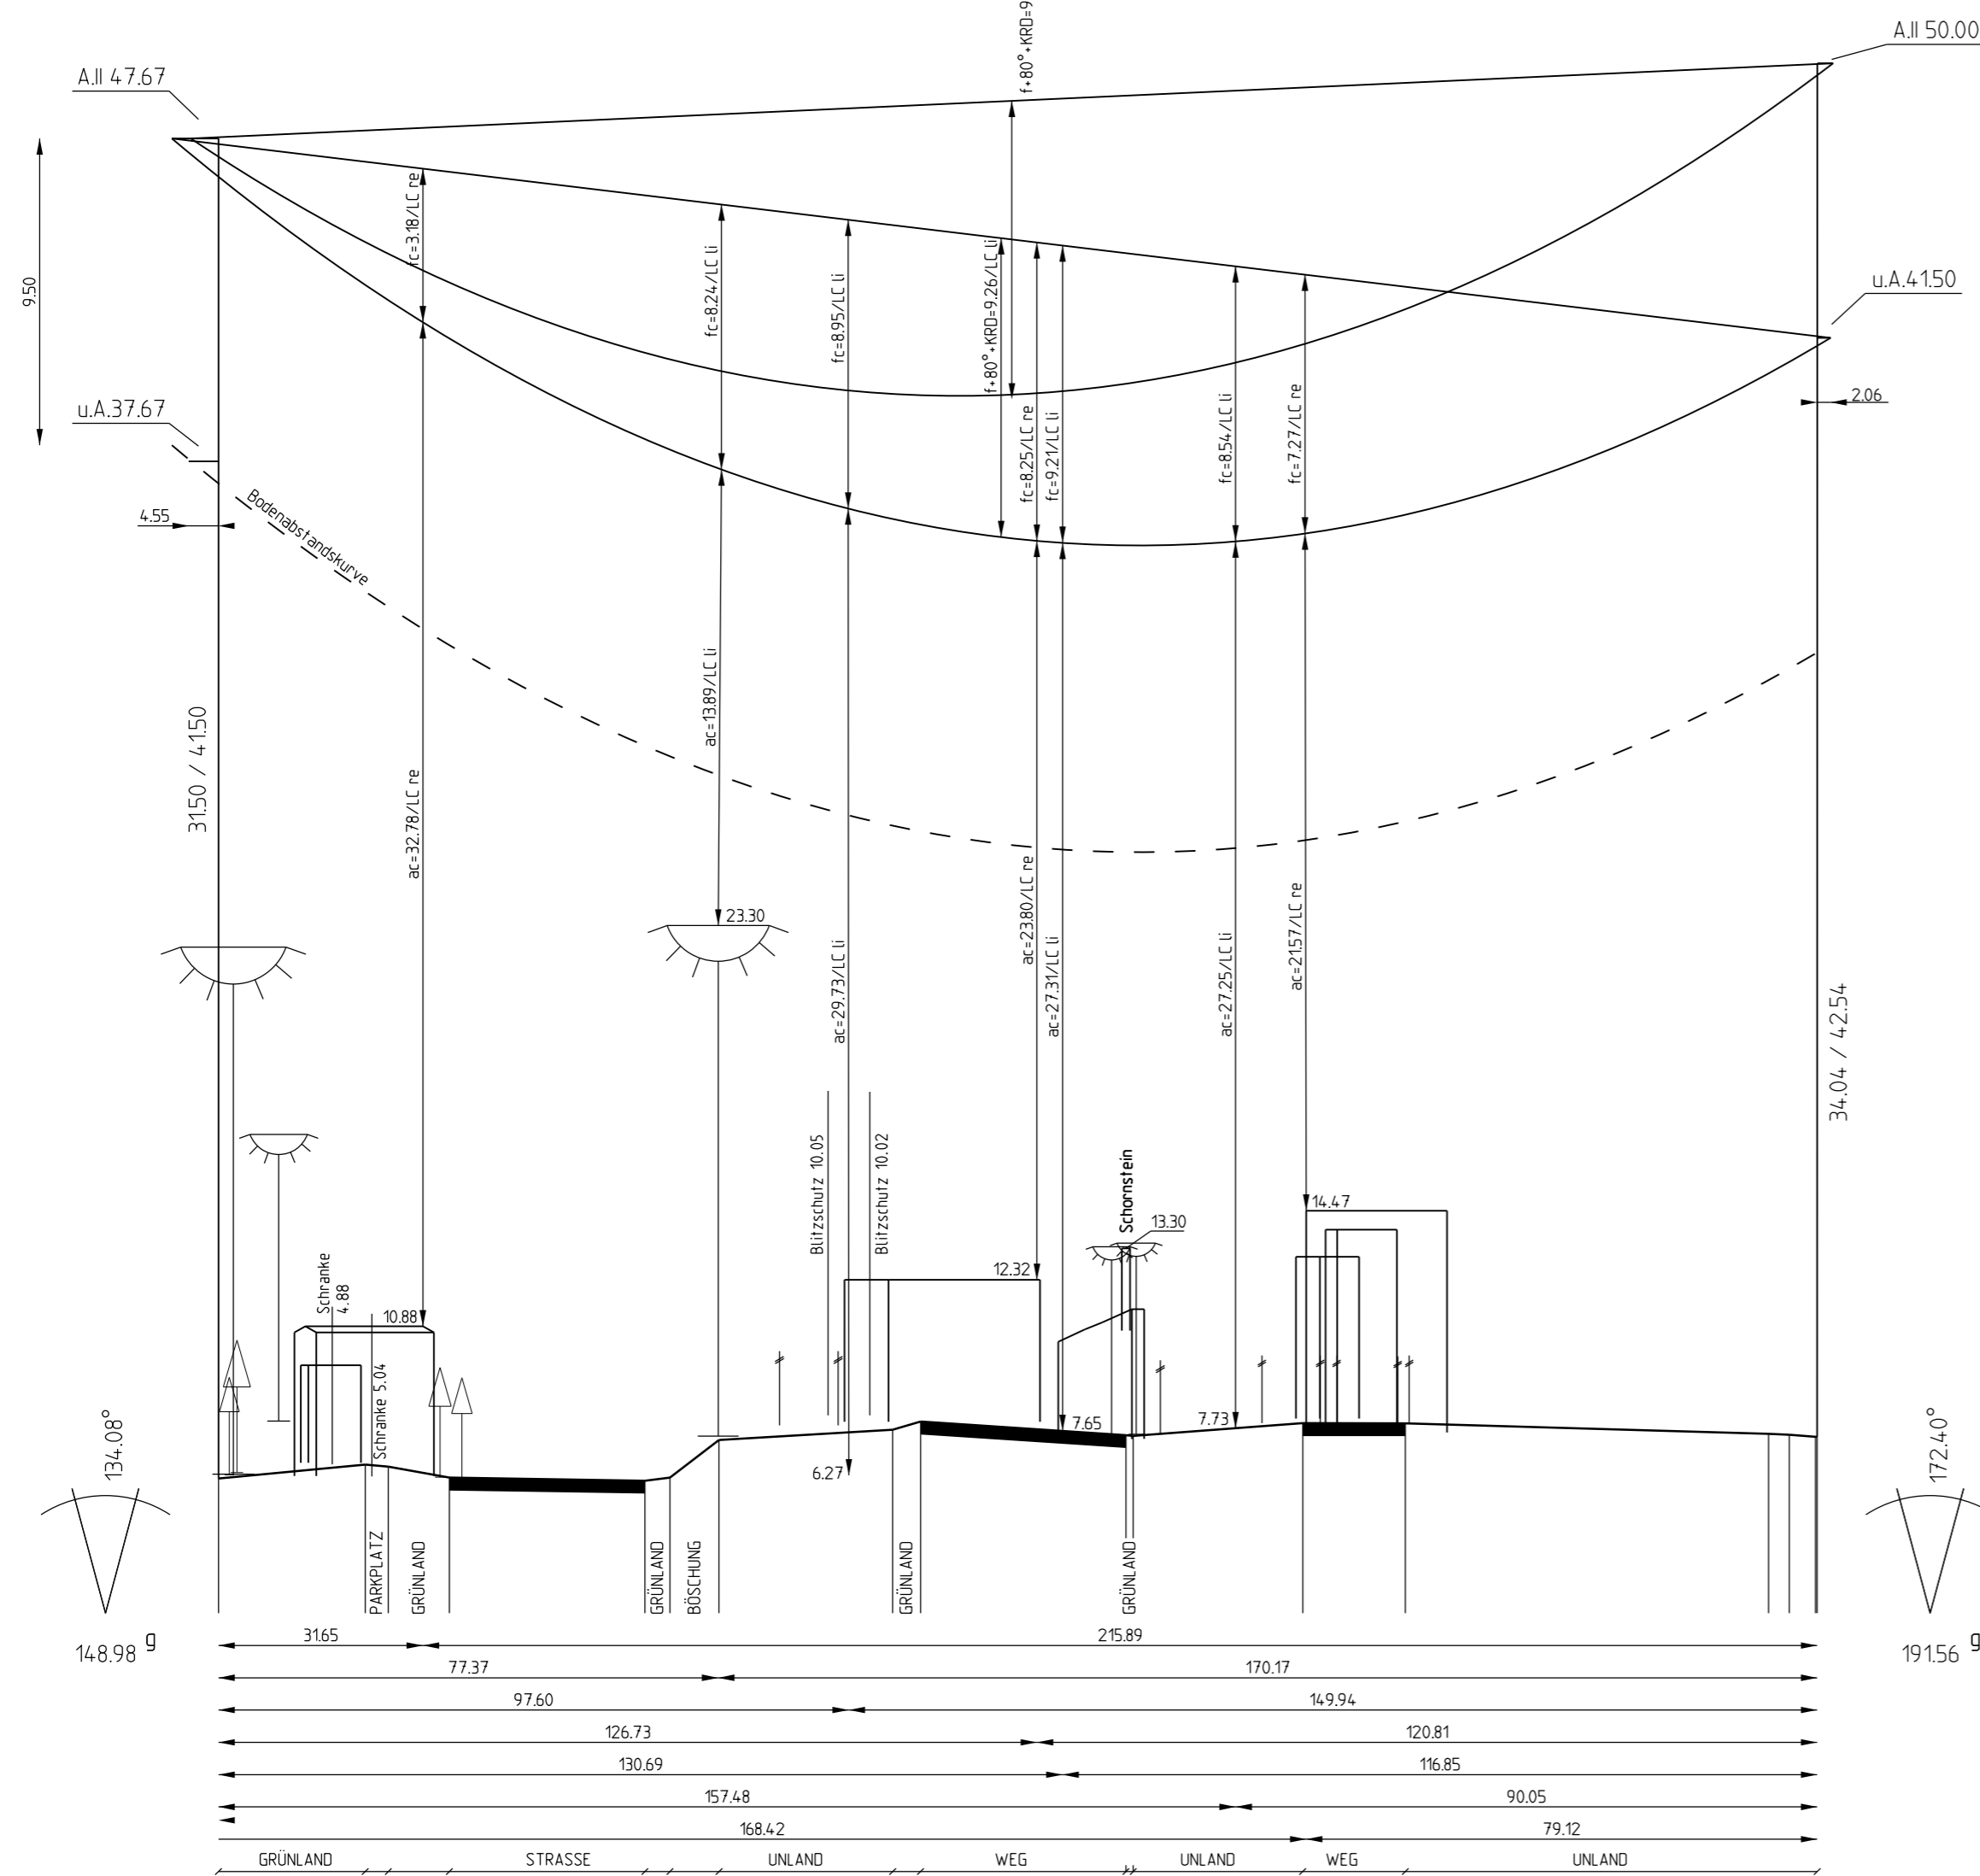 f+80°+KRD=9
A.II 50.00
A.II 47.67
fc=3.18/LC re
u.A.41.50
9.50
fc=8.24/LC li
fc=8.95/LC li
f+80°+KRD=9.26/LC li
fc=8.25/LC re
fc=9.21/LC li
fc=8.54/LC li
fc=7.27/LC re
2.06
u.A.37.67
4.55
Bodenabstandskurve
31.50 / 41.50
ac=32.78/LC re
ac=13.89/LC li
23.30
ac=29.73/LC li
ac=23.80/LC re
ac=27.31/LC li
ac=27.25/LC li
ac=21.57/LC re
34.04 / 42.54
Blitzschutz 10.05
Blitzschutz 10.02
Schornstein
13.30
14.47
Schranke
4.88
10.88
12.32
Schranke 5.04
7.65
7.73
6.27
134.08°
148.98 g
172.40°
191.56 g
PARKPLATZ
GRÜNLAND
GRÜNLAND
BÖSCHUNG
GRÜNLAND
GRÜNLAND
31.65
215.89
77.37
170.17
97.60
149.94
126.73
120.81
130.69
116.85
157.48
90.05
168.42
79.12
GRÜNLAND
STRASSE
UNLAND
WEG
UNLAND
WEG
UNLAND